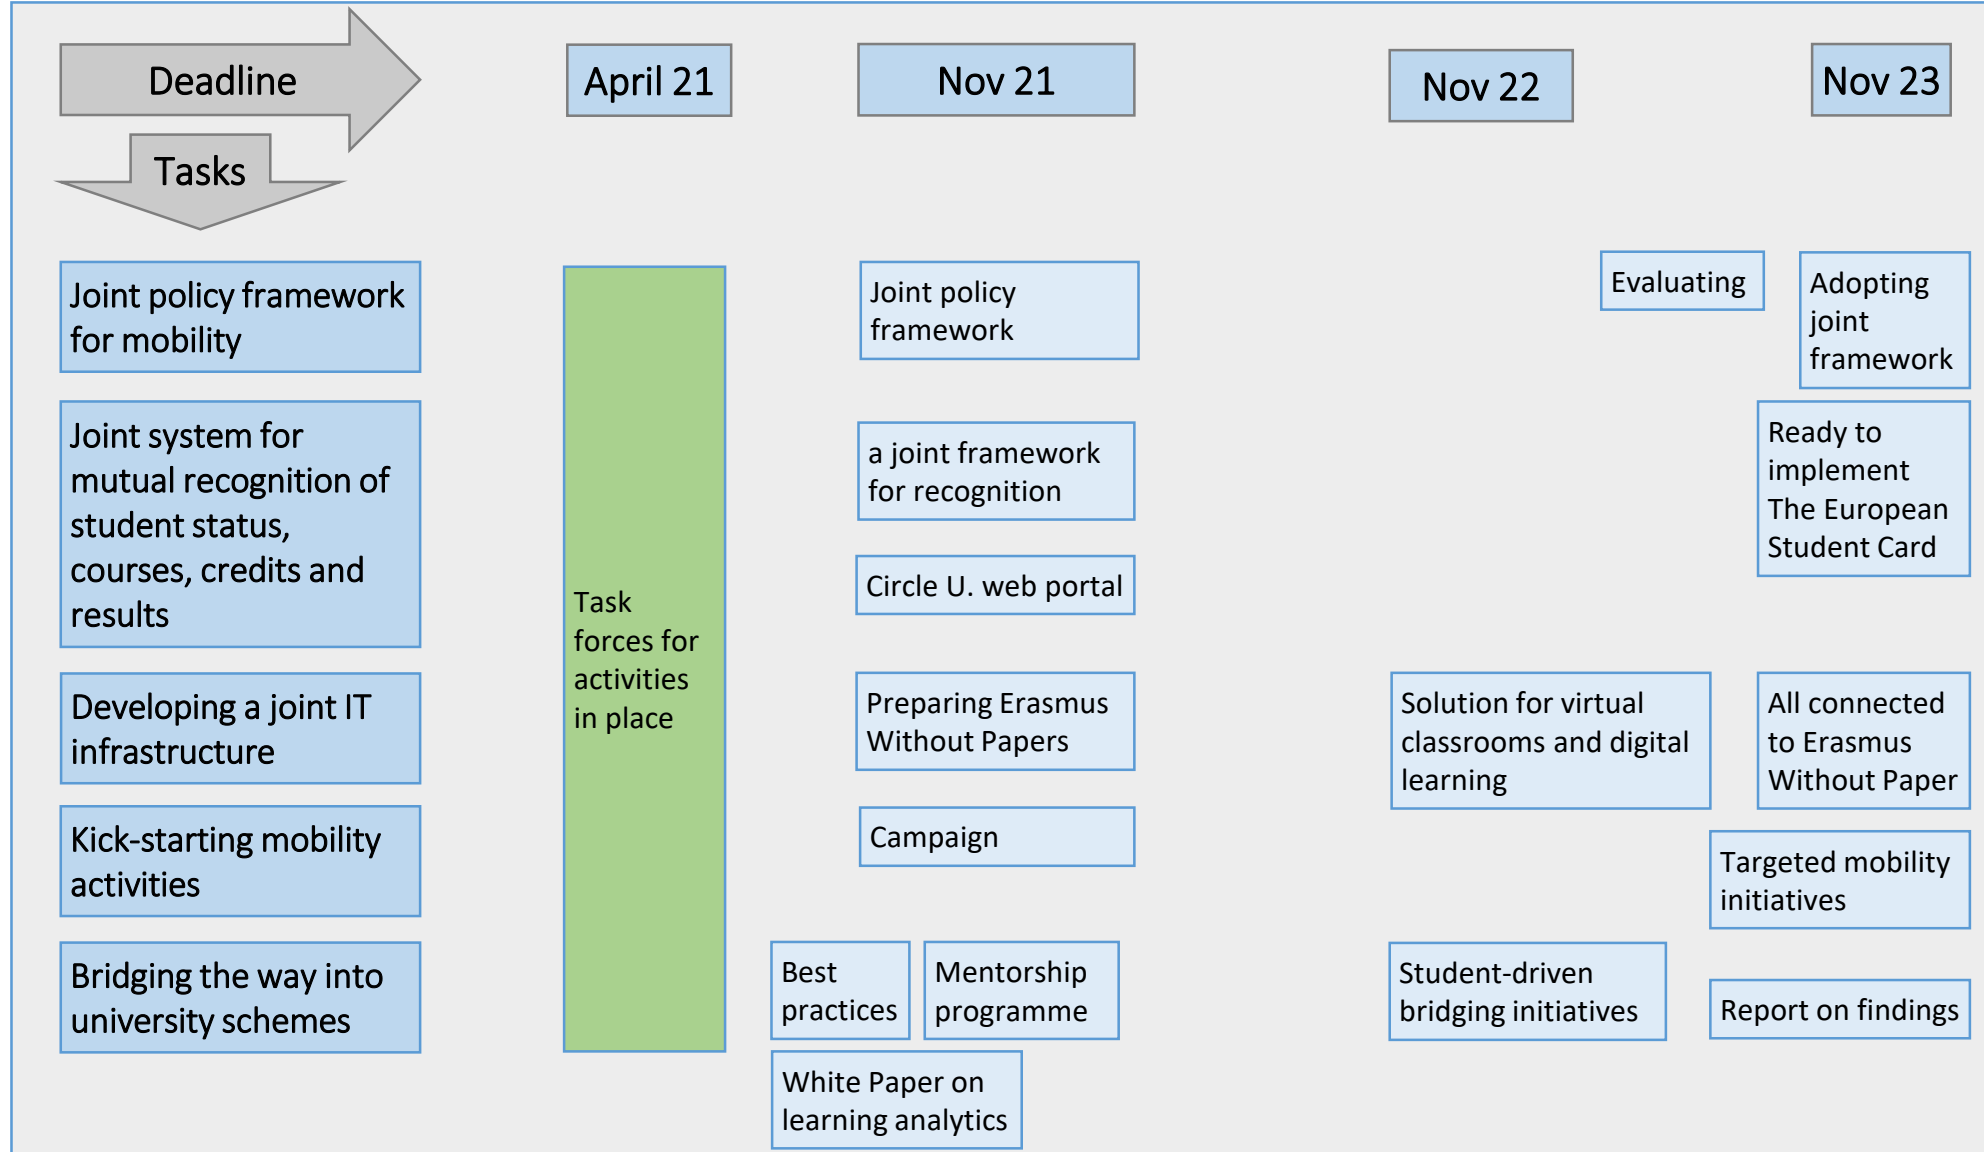 Deadline
April 21
Nov 21
Nov 22
Nov 23
Tasks
Joint policy framework
for mobility
Joint policy
framework
Evaluating
Adopting
joint
framework
Joint system for
mutual recognition of
student status,
courses, credits and
results
a joint framework
for recognition
Circle U. web portal
Ready to
implement
The European
Student Card
Task
forces for
activities
in place
Developing a joint IT
infrastructure
Preparing Erasmus
Without Papers
Solution for virtual
classrooms and digital
learning
All connected
to Erasmus
Without Paper
Kick-starting mobility
activities
Campaign
Targeted mobility
initiatives
Bridging the way into
university schemes
Best
practices
Mentorship
programme
Student-driven
bridging initiatives
Report on findings
White Paper on
learning analytics